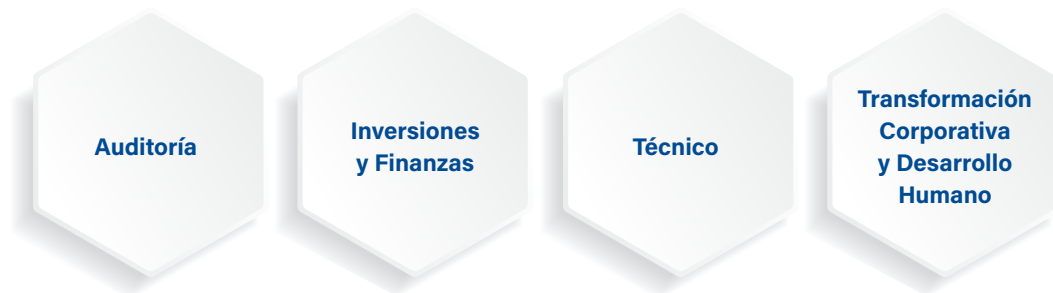 Auditoría
Inversiones
y Finanzas
Técnico
Transformación
Corporativa
y Desarrollo
Humano